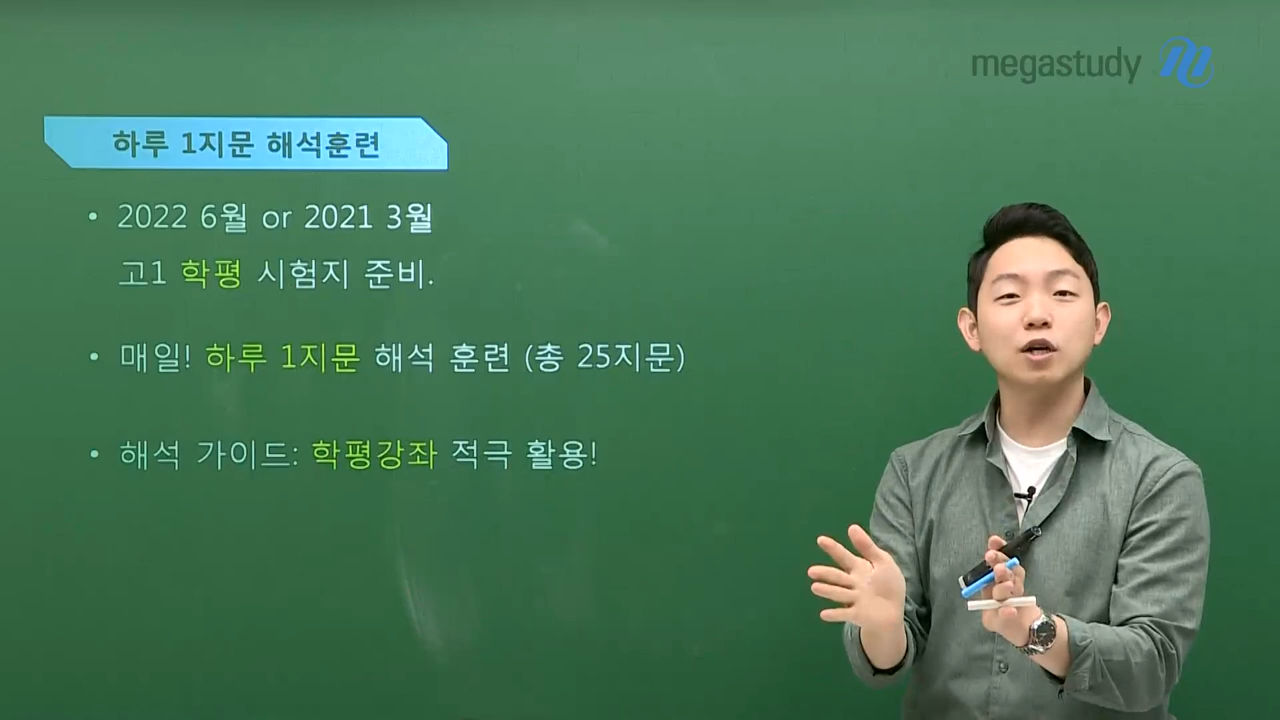 megastudy
하루 1지문 해석훈련
• 2022 6월 or 2021 3월
고1 학평 시험지 준비.
• 매일! 하루 1지문 해석 훈련 (총 25지문)
• 해석 가이드: 학평강좌 적극 활용!